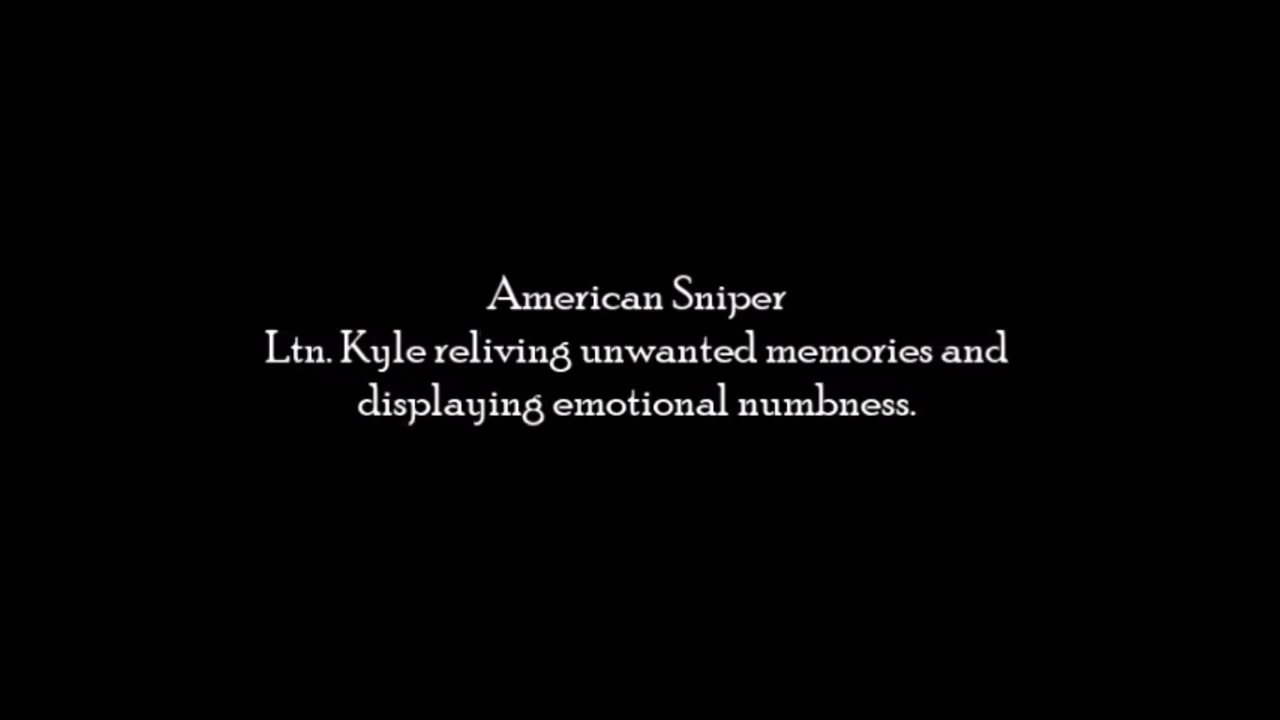 American Sniper
Ltn. Kyle reliving unwanted memories and
displaying emotional numbness.